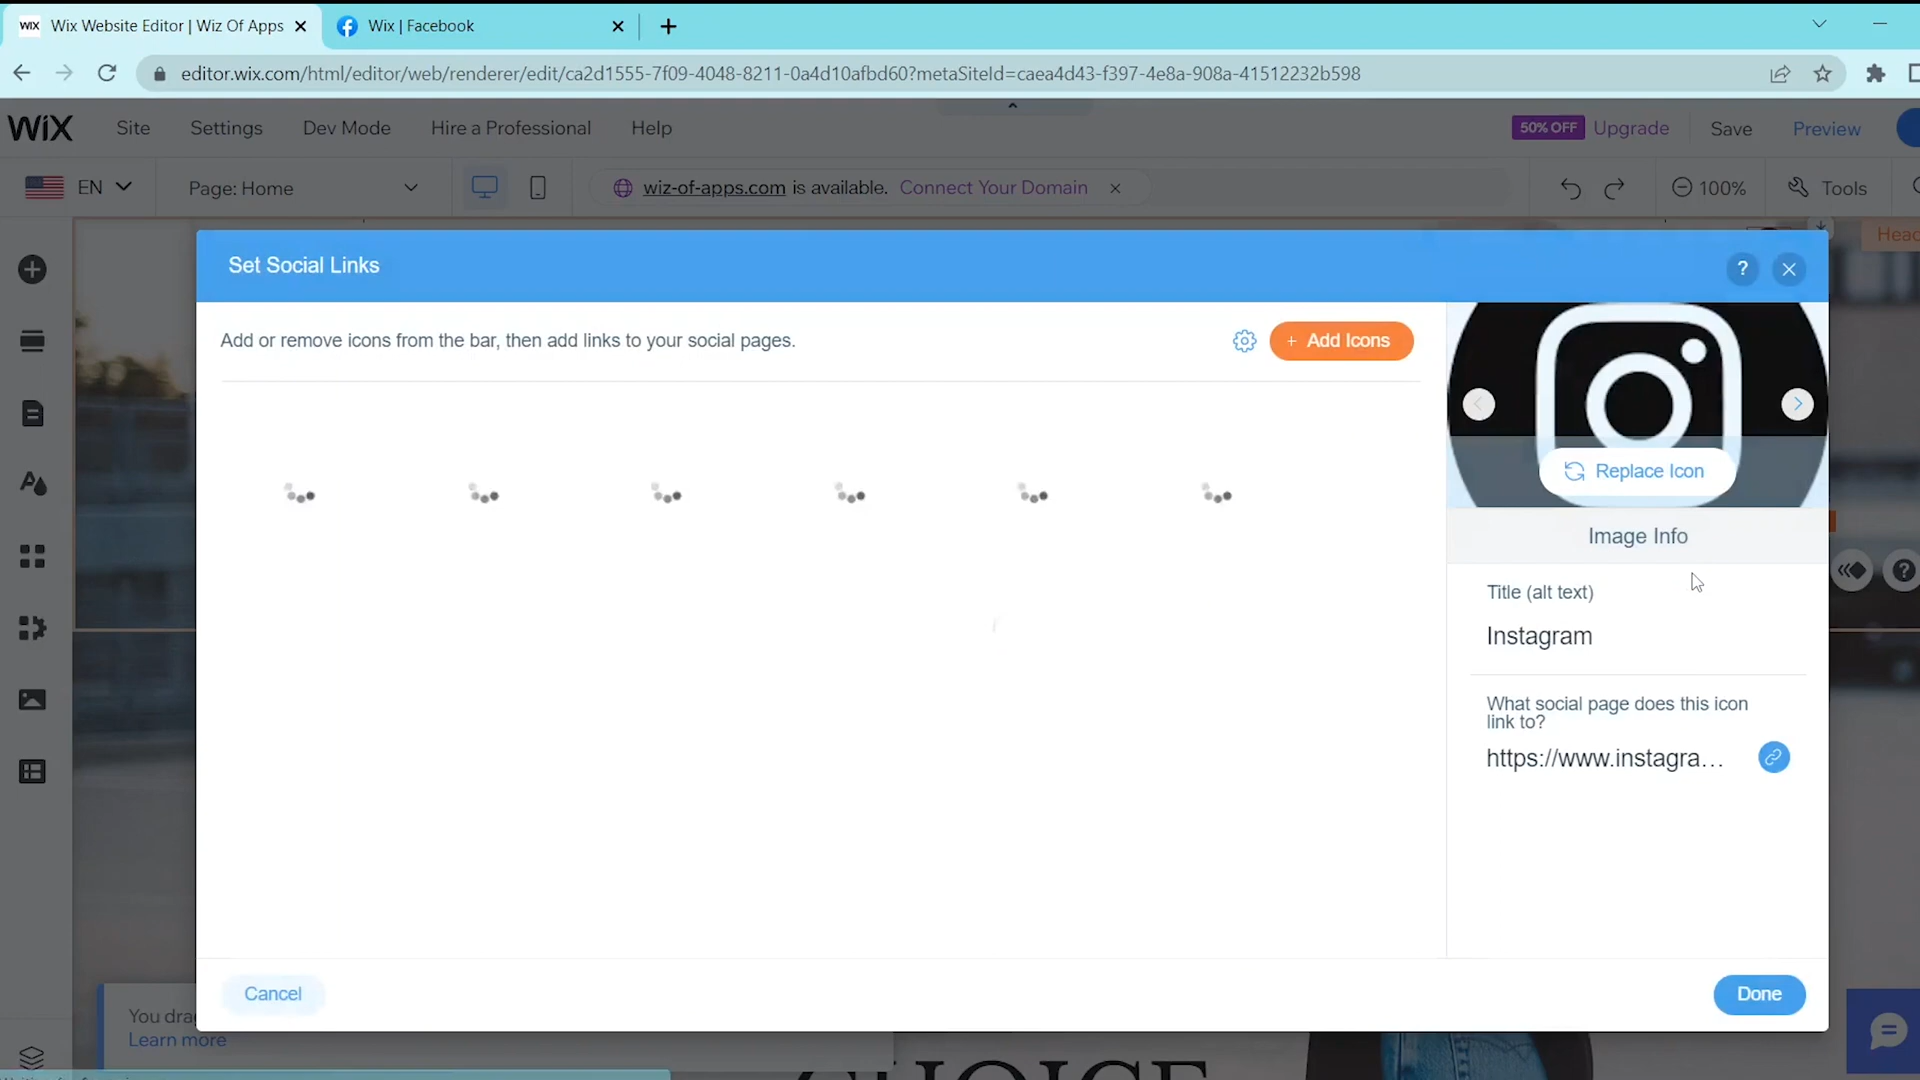 WIX Wix Website Editor | Wiz Of Apps
Wix | Facebook
editor.wix.com/html/editor/web/renderer/edit/ca2d1555-7f09-4048-8211-0a4d10afbd60?metaSiteId=caea4d43-f397-4e8a-908a-41512232b598
WIX Site Settings Dev Mode Hire a Professional Help 50% OFF Upgrade Save Preview
EN Page: Home wiz-of-apps.com is available. Connect Your Domain 100% Tools
Set Social Links ?
Add or remove icons from the bar, then add links to your social pages. + Add Icons
Replace Icon
Image Info
Title (alt text)
Instagram
What social page does this icon
link to?
https://www.instagra...
Cancel
Done
You drag
Learn more
CHOICE